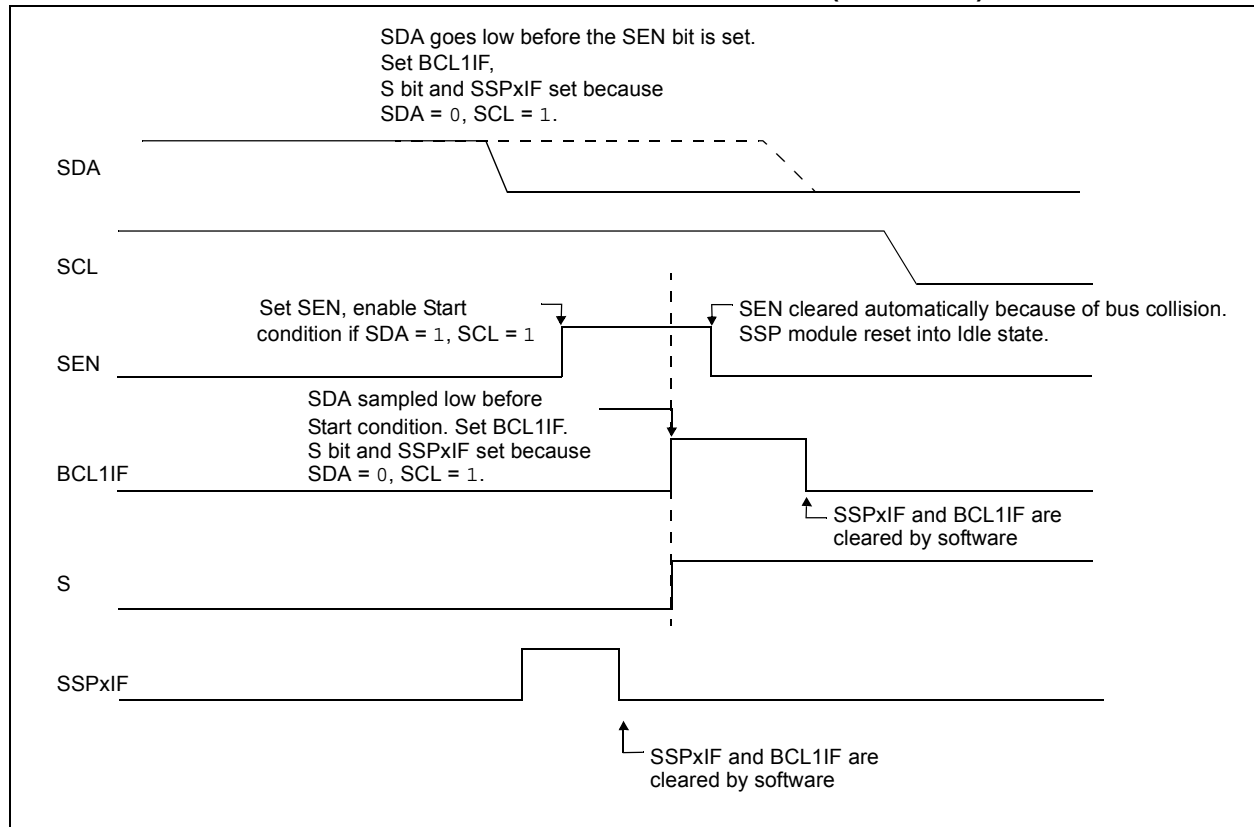 SDA goes low before the SEN bit is set.
Set BCL1IF,
S bit and SSPxIF set because
SDA = 0, SCL = 1.
SDA
SCL
Set SEN, enable Start
condition if SDA = 1, SCL = 1
SEN cleared automatically because of bus collision.
SSP module reset into Idle state.
SEN
SDA sampled low before
Start condition. Set BCL1IF.
S bit and SSPxIF set because
SDA = 0, SCL = 1.
BCL1IF
SSPxIF and BCL1IF are
cleared by software
S
SSPxIF
SSPxIF and BCL1IF are
cleared by software